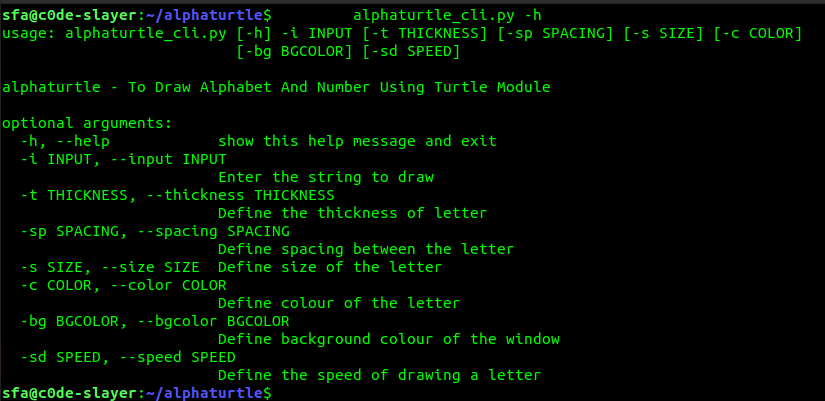 sfa@c0de-slayer:~/alphaturtle$         alphaturtle_cli.py -h
usage: alphaturtle_cli.py [-h] -i INPUT [-t THICKNESS] [-sp SPACING] [-s SIZE] [-c COLOR]
                          [-bg BGCOLOR] [-sd SPEED]

alphaturtle - To Draw Alphabet And Number Using Turtle Module

optional arguments:
  -h, --help            show this help message and exit
  -i INPUT, --input INPUT
                        Enter the string to draw
  -t THICKNESS, --thickness THICKNESS
                        Define the thickness of letter
  -sp SPACING, --spacing SPACING
                        Define spacing between the letter
  -s SIZE, --size SIZE  Define size of the letter
  -c COLOR, --color COLOR
                        Define colour of the letter
  -bg BGCOLOR, --bgcolor BGCOLOR
                        Define background colour of the window
  -sd SPEED, --speed SPEED
                        Define the speed of drawing a letter
sfa@c0de-slayer:~/alphaturtle$